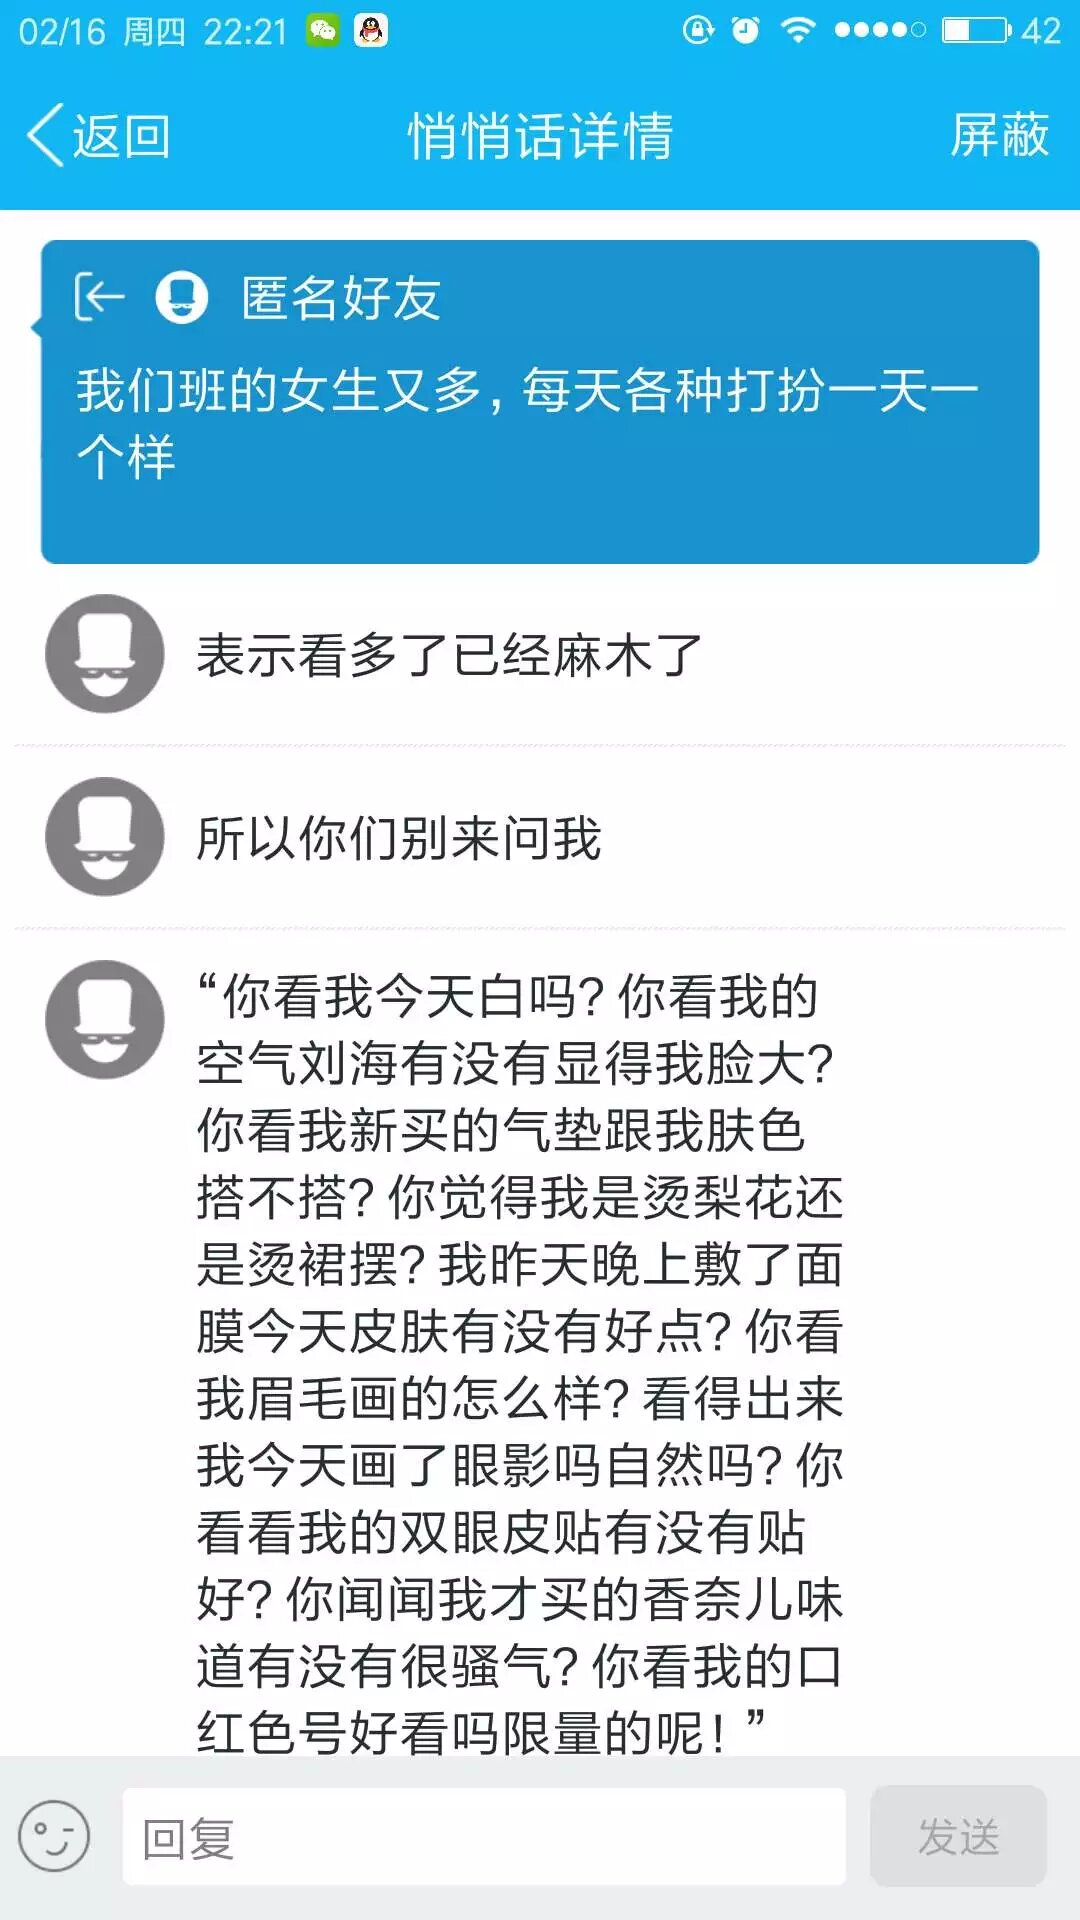 02/16 周四 22:21 42
返回 悄悄话详情 屏蔽
匿名好友
我们班的女生又多，每天各种打扮一天一
个样
表示看多了已经麻木了
所以你们别来问我
“你看我今天白吗？你看我的
空气刘海有没有显得我脸大？
你看我新买的气垫跟我肤色
搭不搭？你觉得我是烫梨花还
是烫裙摆？我昨天晚上敷了面
膜今天皮肤有没有好点？你看
我眉毛画的怎么样？看得出来
我今天画了眼影吗自然吗？你
看看我的双眼皮贴有没有贴
好？你闻闻我才买的香奈儿味
道有没有很骚气？你看我的口
红色号好看吗限量的呢！”
回复 发送